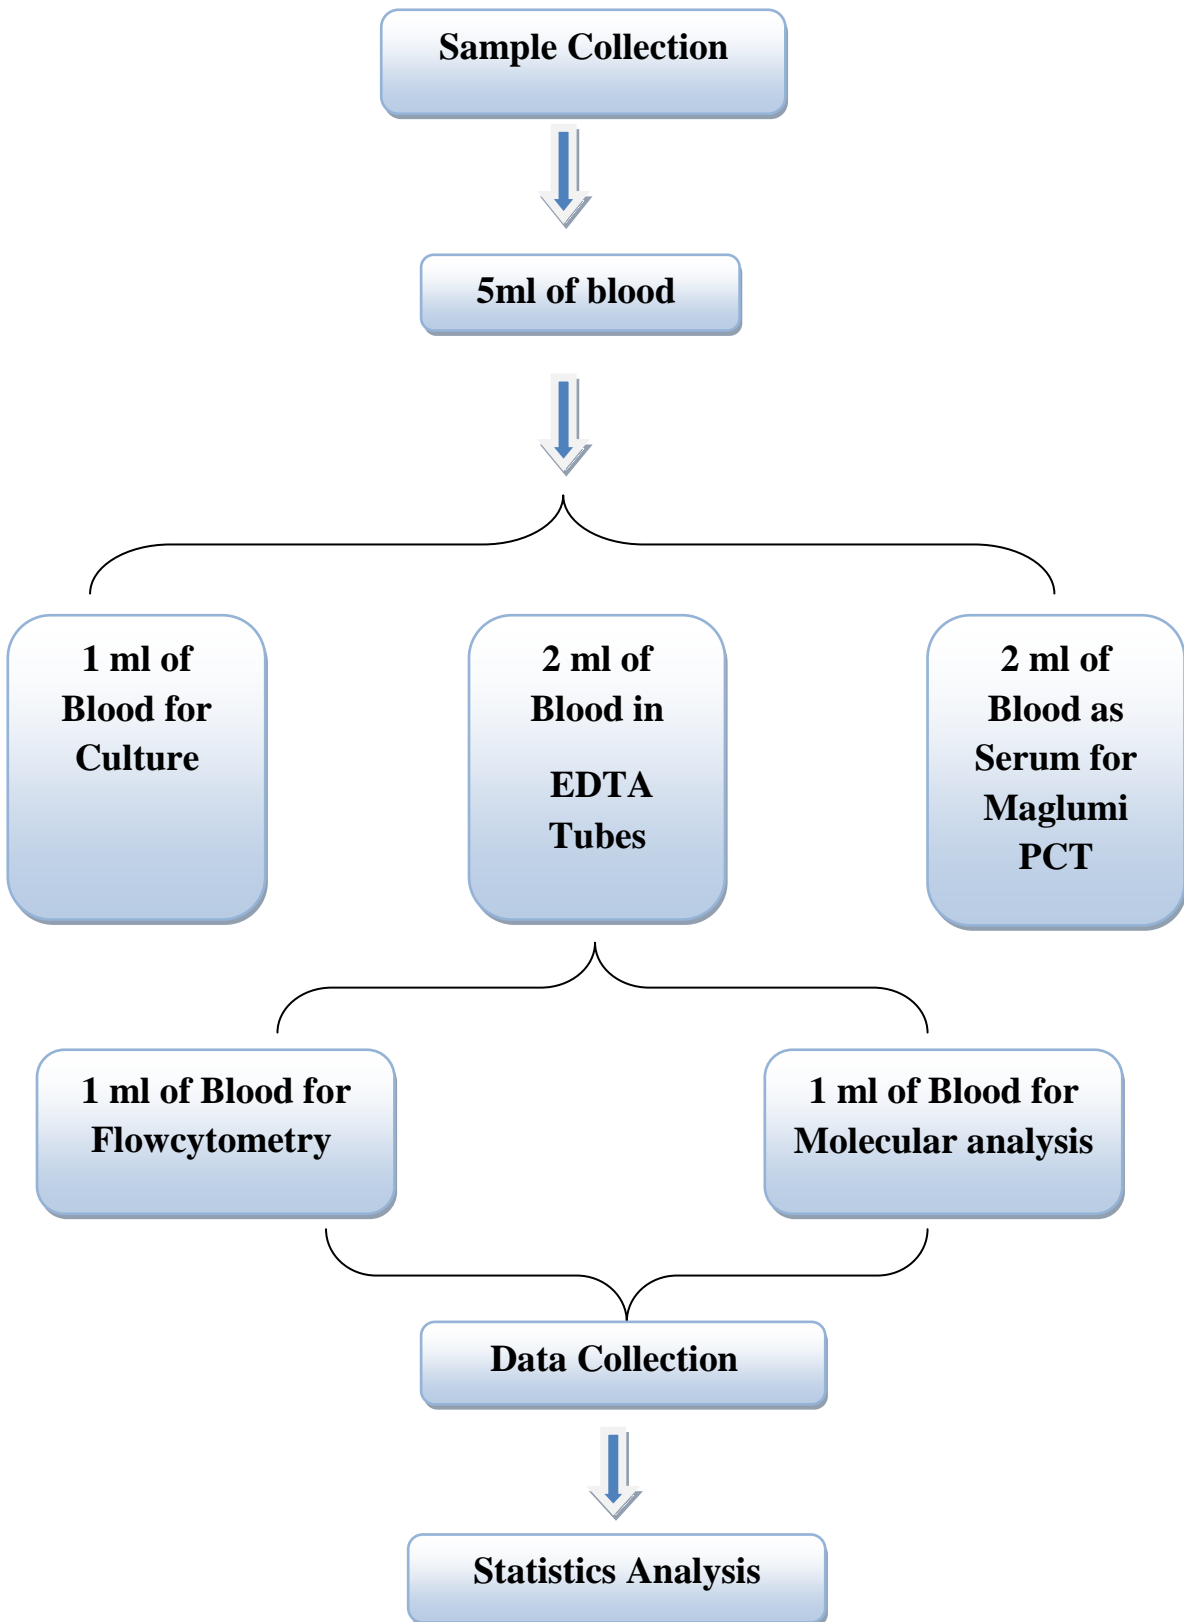 Sample Collection
5ml of blood
1 ml of
Blood for
Culture
2 ml of
Blood in
EDTA
Tubes
2 ml of
Blood as
Serum for
Maglumi
PCT
1 ml of Blood for
Flowcytometry
1 ml of Blood for
Molecular analysis
Data Collection
Statistics Analysis